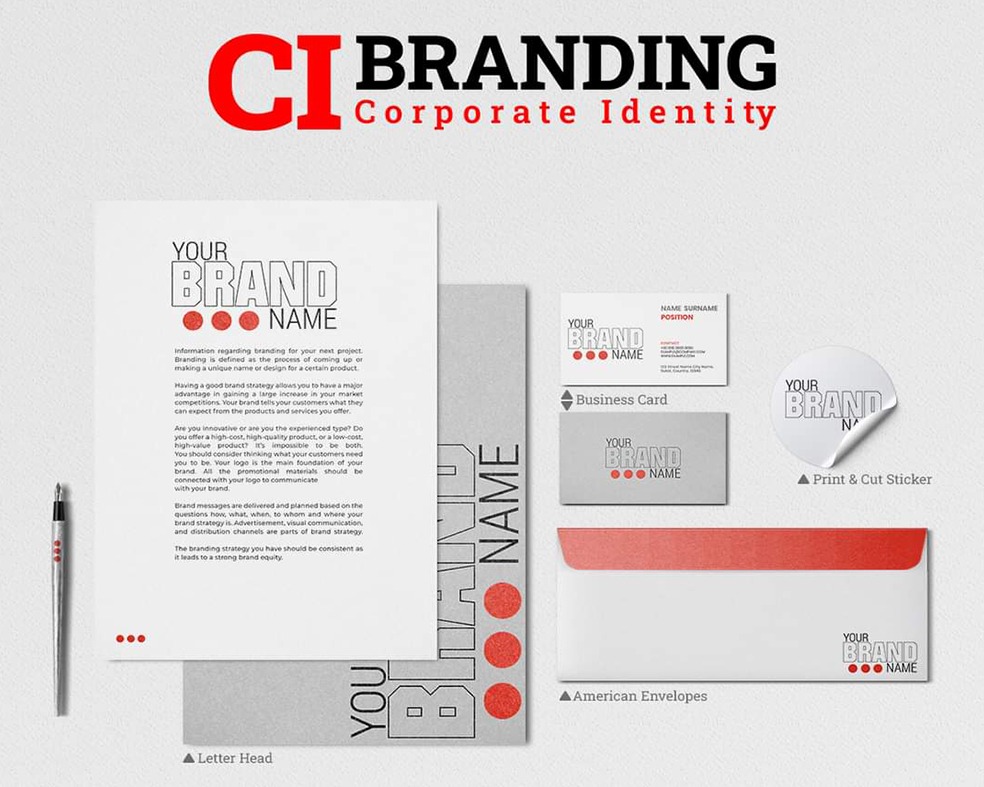 CI BRANDING
Corporate Identity
YOUR
BRAND
NAME
Information regarding branding for your next project.
Branding is defined as the process of coming up or
making a unique name or design for a certain product.
Having a good brand strategy allows you to have a major
advantage in gaining a large increase in your market
competitions. Your brand tells your customers what they
can expect from the products and services you offer.
Are you innovative or are you the experienced type? Do
you offer a high-cost, high-quality product, or a low-cost,
high-value product? It's impossible to be both.
You should consider thinking what your customers need
you to be. Your logo is the main foundation of your
brand. All the promotional materials should be
connected with your logo to communicate
with your brand.
Brand messages are delivered and planned based on the
questions how, what, when, to whom and where your
brand strategy is. Advertisement, visual communication,
and distribution channels are parts of brand strategy.
The branding strategy you have should be consistent as
it leads to a strong brand equity.
YOU
BRAND
NAME
Letter Head
YOUR
BRAND
NAME
NAME SURNAME
POSITION
Business Card
YOUR
BRAND
NAME
YOUR
BRAND
NA
Print & Cut Sticker
YOUR
BRAND
NAME
American Envelopes